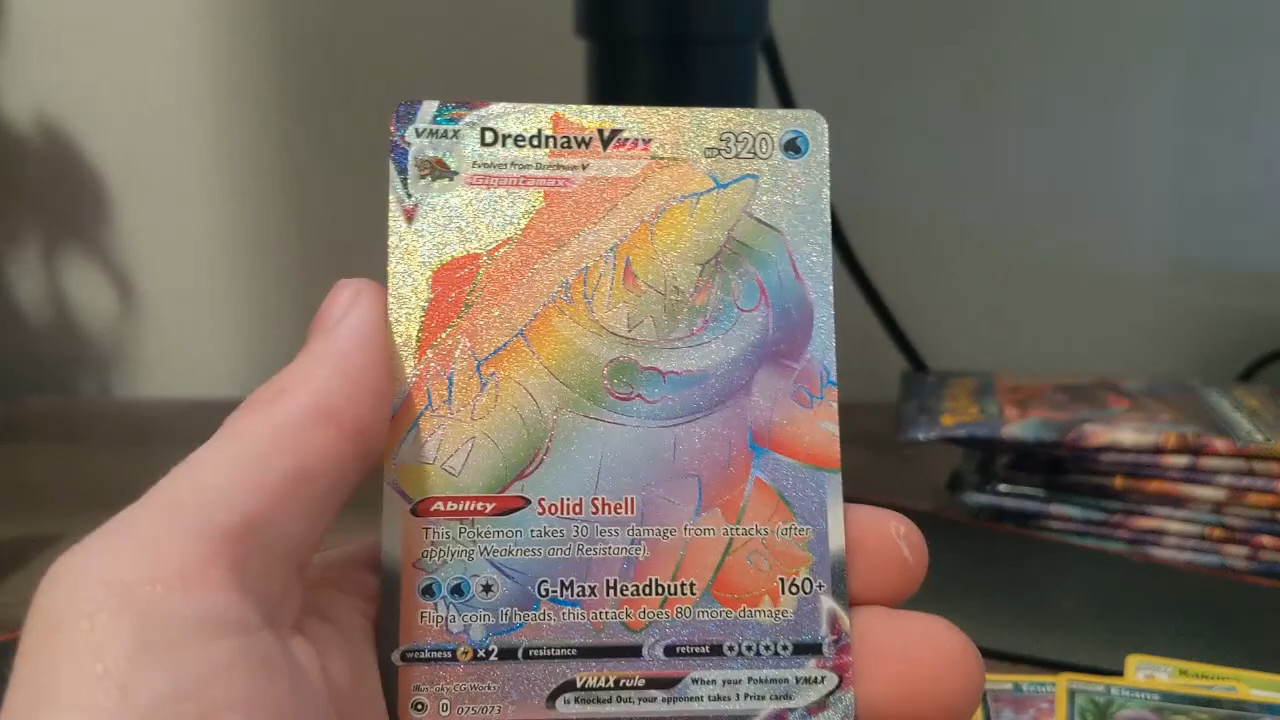 VMAX
Drednaw VMAX
HP 320
Evolves from Drednaw V
Gigantamax
Ability Solid Shell
This Pokémon takes 30 less damage from attacks (after
applying Weakness and Resistance).
G-Max Headbutt 160+
Flip a coin. If heads, this attack does 80 more damage.
weakness ×2 resistance retreat
Illus. aky CG Works
VMAX rule When your Pokémon VMAX
is Knocked Out, your opponent takes 3 Prize cards.
D 075/073
Kakuna